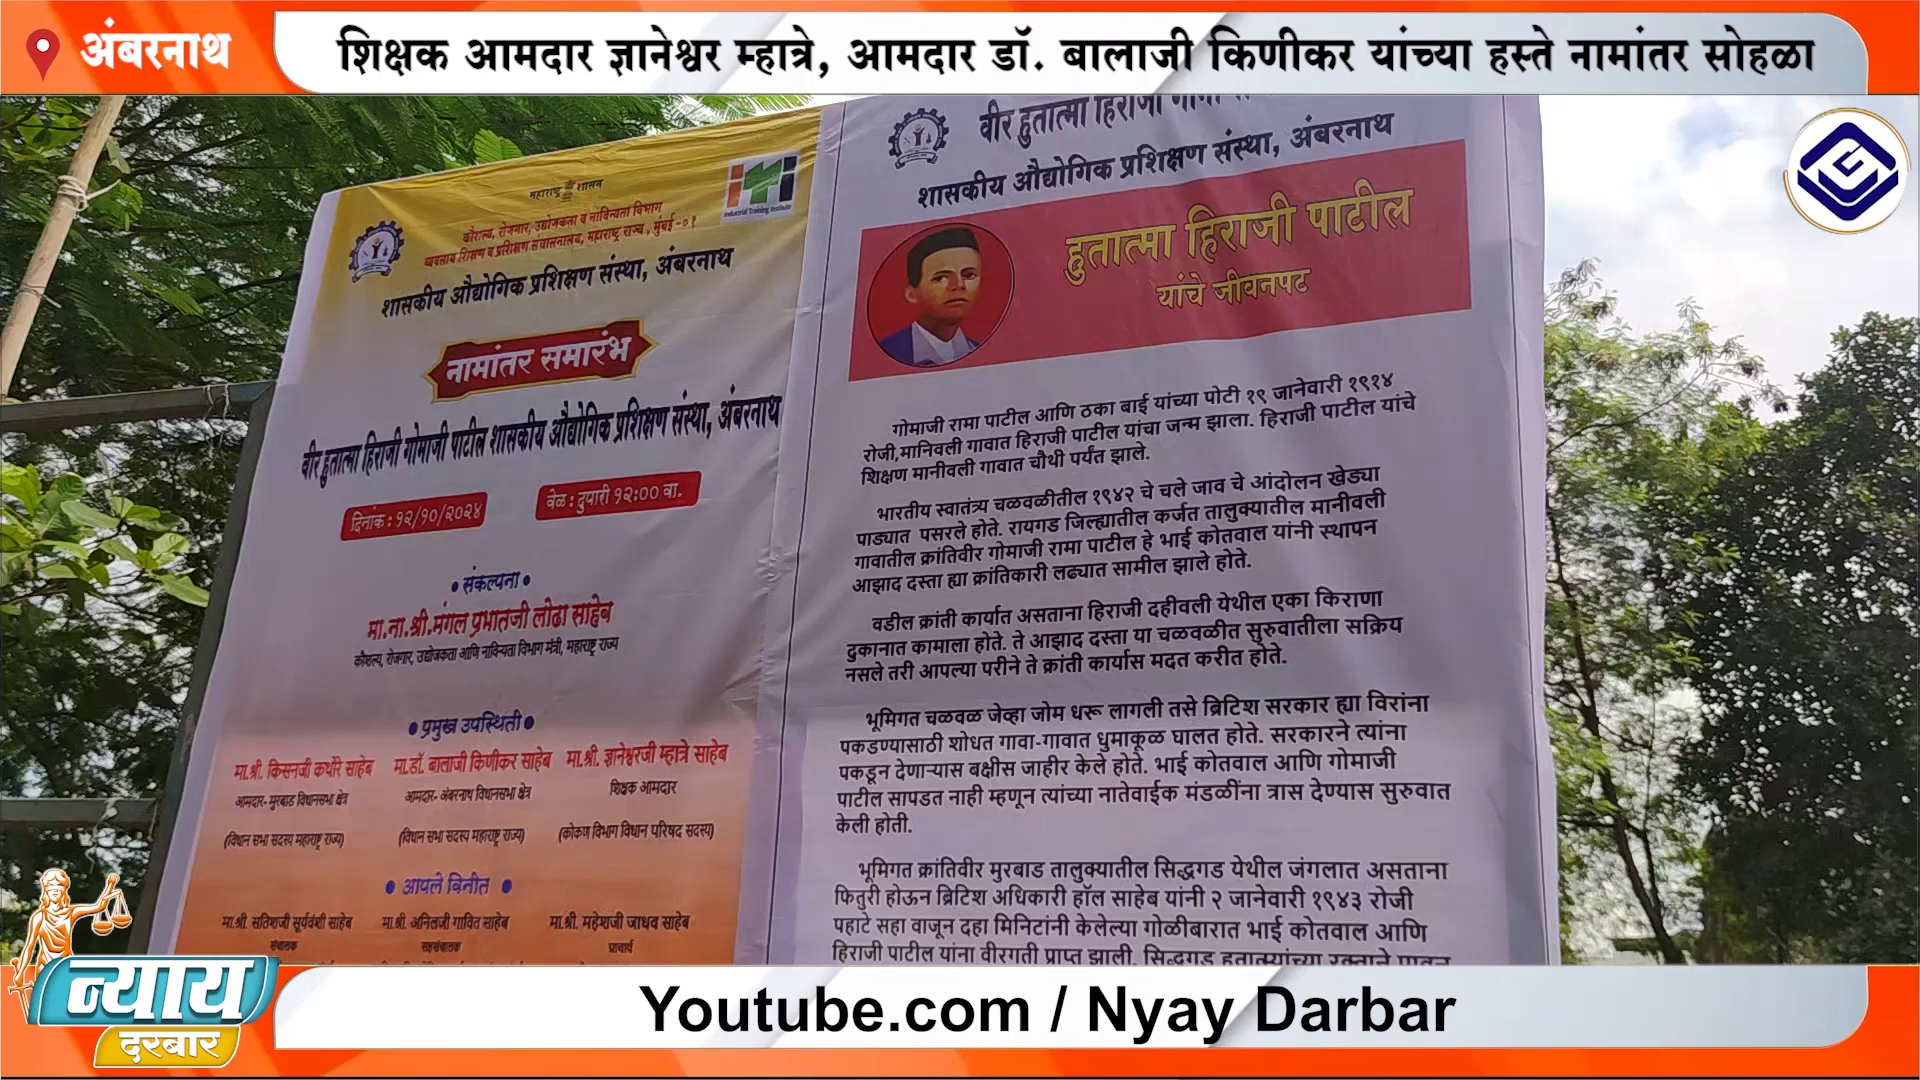 अंबरनाथ
शिक्षक आमदार ज्ञानेश्वर म्हात्रे, आमदार डॉ. बालाजी किणीकर यांच्या हस्ते नामांतर सोहळा
महाराष्ट्र शासन
कौशल्य, रोजगार, उद्योजकता व नाविन्यता विभाग
व्यवसाय शिक्षण व प्रशिक्षण संचालनालय, महाराष्ट्र राज्य, मुंबई -०१
iti
Industrial Training Institute
शासकीय औद्योगिक प्रशिक्षण संस्था, अंबरनाथ
नामांतर समारंभ
वीर हुतात्मा हिराजी गोमाजी पाटील शासकीय औद्योगिक प्रशिक्षण संस्था, अंबरनाथ
दिनांक : १२/१०/२०२४
वेळ : दुपारी १२:०० वा.
• संकल्पना •
मा.ना.श्री.मंगल प्रभातजी लोढा साहेब
कौशल्य, रोजगार, उद्योजकता आणि नाविन्यता विभाग मंत्री, महाराष्ट्र राज्य
• प्रमुख उपस्थिती •
मा.श्री. किसनजी कथोरे साहेब मा.डॉ. बालाजी किणीकर साहेब मा.श्री. ज्ञानेश्वरजी म्हात्रे साहेब
आमदार- मुरबाड विधानसभा क्षेत्र आमदार- अंबरनाथ विधानसभा क्षेत्र शिक्षक आमदार
(विधान सभा सदस्य महाराष्ट्र राज्य) (विधान सभा सदस्य महाराष्ट्र राज्य) (कोकण विभाग विधान परिषद सदस्य)
• आपले विनीत •
मा.श्री. सतिशजी सूर्यवंशी साहेब मा.श्री. अनिलजी गावित साहेब मा.श्री. महेशजी जाधव साहेब
संचालक सहसंचालक प्राचार्य
वीर हुतात्मा हिराजी
शासकीय औद्योगिक प्रशिक्षण संस्था, अंबरनाथ
हुतात्मा हिराजी पाटील
यांचे जीवनपट
गोमाजी रामा पाटील आणि ठका बाई यांच्या पोटी १९ जानेवारी १९१४
रोजी,मानिवली गावात हिराजी पाटील यांचा जन्म झाला. हिराजी पाटील यांचे
शिक्षण मानीवली गावात चौथी पर्यंत झाले.
भारतीय स्वातंत्र्य चळवळीतील १९४२ चे चले जाव चे आंदोलन खेड्या
पाड्यात पसरले होते. रायगड जिल्ह्यातील कर्जत तालुक्यातील मानीवली
गावातील क्रांतिवीर गोमाजी रामा पाटील हे भाई कोतवाल यांनी स्थापन
आझाद दस्ता ह्या क्रांतिकारी लढ्यात सामील झाले होते.
वडील क्रांती कार्यात असताना हिराजी दहीवली येथील एका किराणा
दुकानात कामाला होते. ते आझाद दस्ता या चळवळीत सुरुवातीला सक्रिय
नसले तरी आपल्या परीने ते क्रांती कार्यास मदत करीत होते.
भूमिगत चळवळ जेव्हा जोम धरू लागली तसे ब्रिटिश सरकार ह्या विरांना
पकडण्यासाठी शोधत गावा-गावात धुमाकूळ घालत होते. सरकारने त्यांना
पकडून देणाऱ्यास बक्षीस जाहीर केले होते. भाई कोतवाल आणि गोमाजी
पाटील सापडत नाही म्हणून त्यांच्या नातेवाईक मंडळींना त्रास देण्यास सुरुवात
केली होती.
भूमिगत क्रांतिवीर मुरबाड तालुक्यातील सिद्धगड येथील जंगलात असताना
फितुरी होऊन ब्रिटिश अधिकारी हॉल साहेब यांनी २ जानेवारी १९४३ रोजी
पहाटे सहा वाजून दहा मिनिटांनी केलेल्या गोळीबारात भाई कोतवाल आणि
हिराजी पाटील यांना वीरगती प्राप्त झाली. सिद्धगड हुतात्म्यांच्या रक्ताने पावन
न्याय
दरबार
Youtube.com / Nyay Darbar